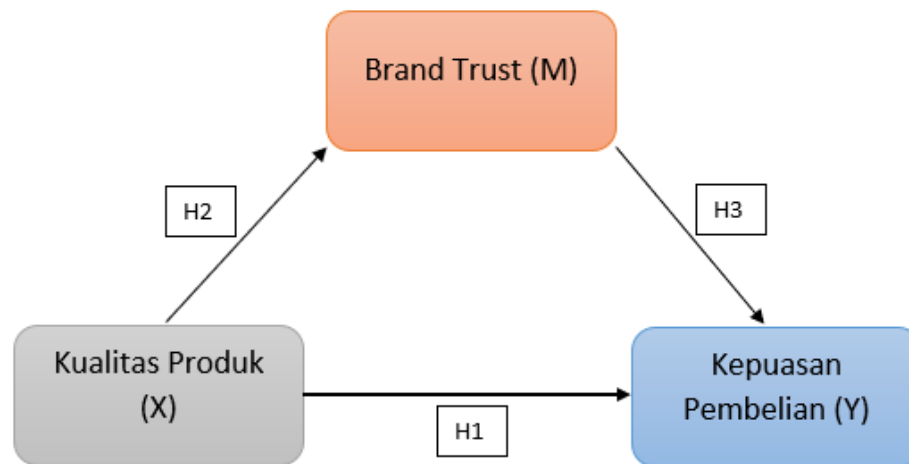 Brand Trust (M)
H2
H3
Kualitas Produk
(X)
Kepuasan
Pembelian (Y)
H1